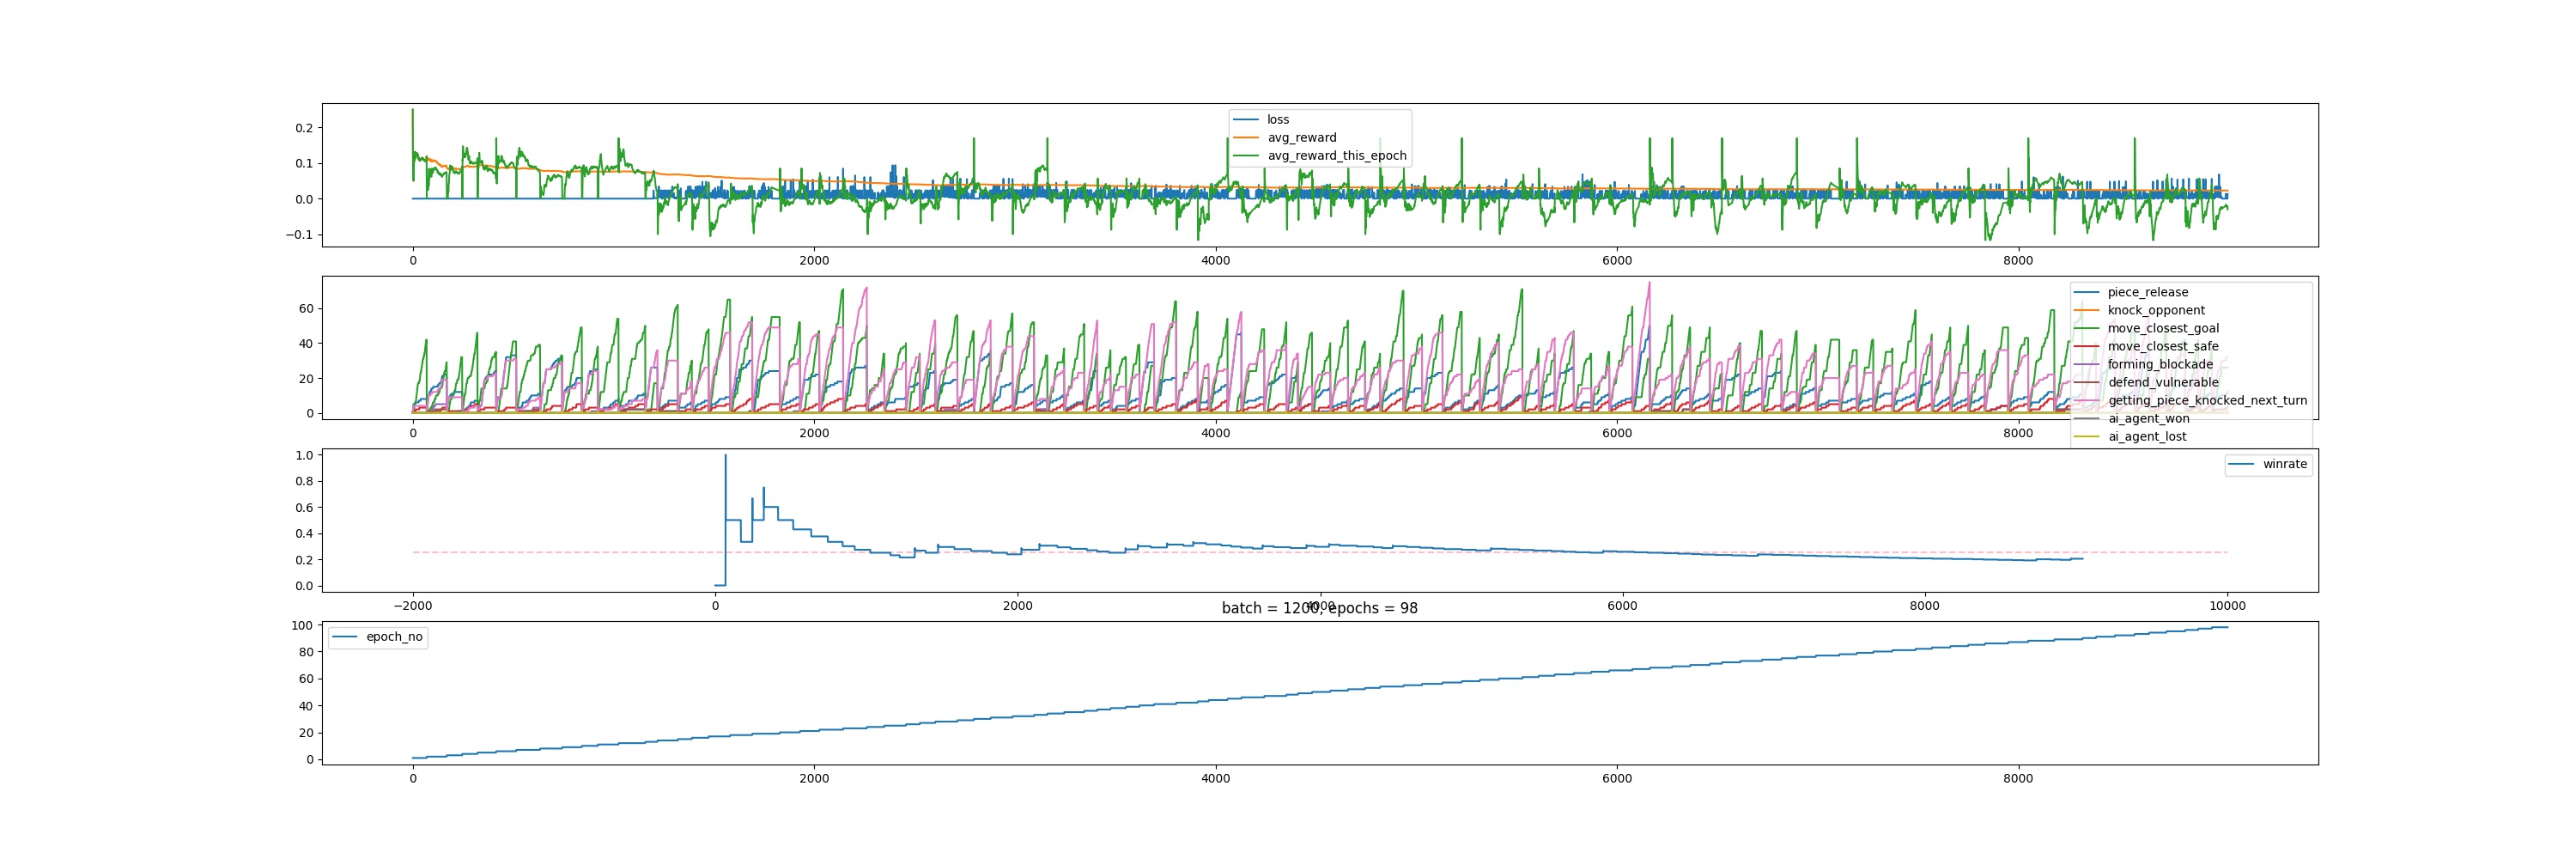 0.2
0.1
0.0
−0.1
loss
avg_reward
avg_reward_this_epoch
0 2000 4000 6000 8000
60
40
20
0
piece_release
knock_opponent
move_closest_goal
move_closest_safe
forming_blockade
defend_vulnerable
getting_piece_knocked_next_turn
ai_agent_won
ai_agent_lost
0 2000 4000 6000 8000
1.0
0.8
0.6
0.4
0.2
0.0
winrate
−2000 0 2000 4000 6000 8000 10000
batch = 1200, epochs = 98
100
80
60
40
20
0
epoch_no
0 2000 4000 6000 8000